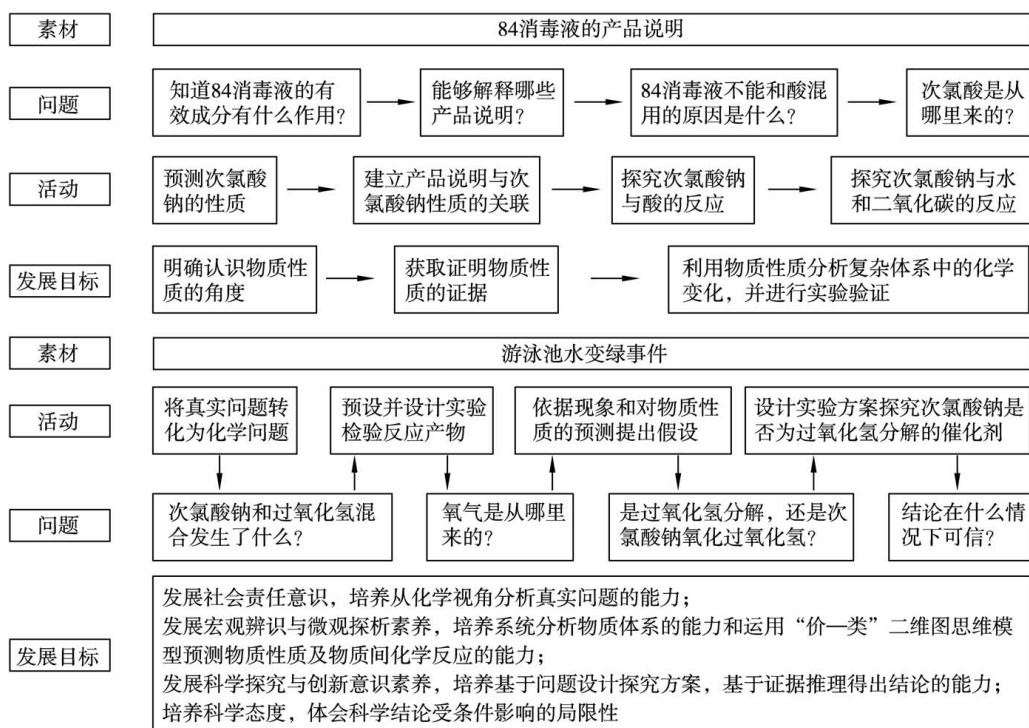 素材
84消毒液的产品说明
问题
知道84消毒液的有
效成分有什么作用?
能够解释哪些
产品说明?
84消毒液不能和酸混
用的原因是什么?
次氯酸是从
哪里来的?
活动
预测次氯酸
钠的性质
建立产品说明与次
氯酸钠性质的关联
探究次氯酸钠
与酸的反应
探究次氯酸钠与水
和二氧化碳的反应
发展目标
明确认识物质性
质的角度
获取证明物质性
质的证据
利用物质性质分析复杂体系中的化学
变化，并进行实验验证
素材
游泳池水变绿事件
活动
将真实问题转
化为化学问题
预设并设计实验
检验反应产物
依据现象和对物质性
质的预测提出假设
设计实验方案探究次氯酸钠是
否为过氧化氢分解的催化剂
问题
次氯酸钠和过氧化氢混
合发生了什么?
氧气是从哪里
来的?
是过氧化氢分解，还是次
氯酸钠氧化过氧化氢?
结论在什么情
况下可信?
发展目标
发展社会责任意识，培养从化学视角分析真实问题的能力；
发展宏观辨识与微观探析素养，培养系统分析物质体系的能力和运用“价—类”二维图思维模
型预测物质性质及物质间化学反应的能力；
发展科学探究与创新意识素养，培养基于问题设计探究方案，基于证据推理得出结论的能力；
培养科学态度，体会科学结论受条件影响的局限性